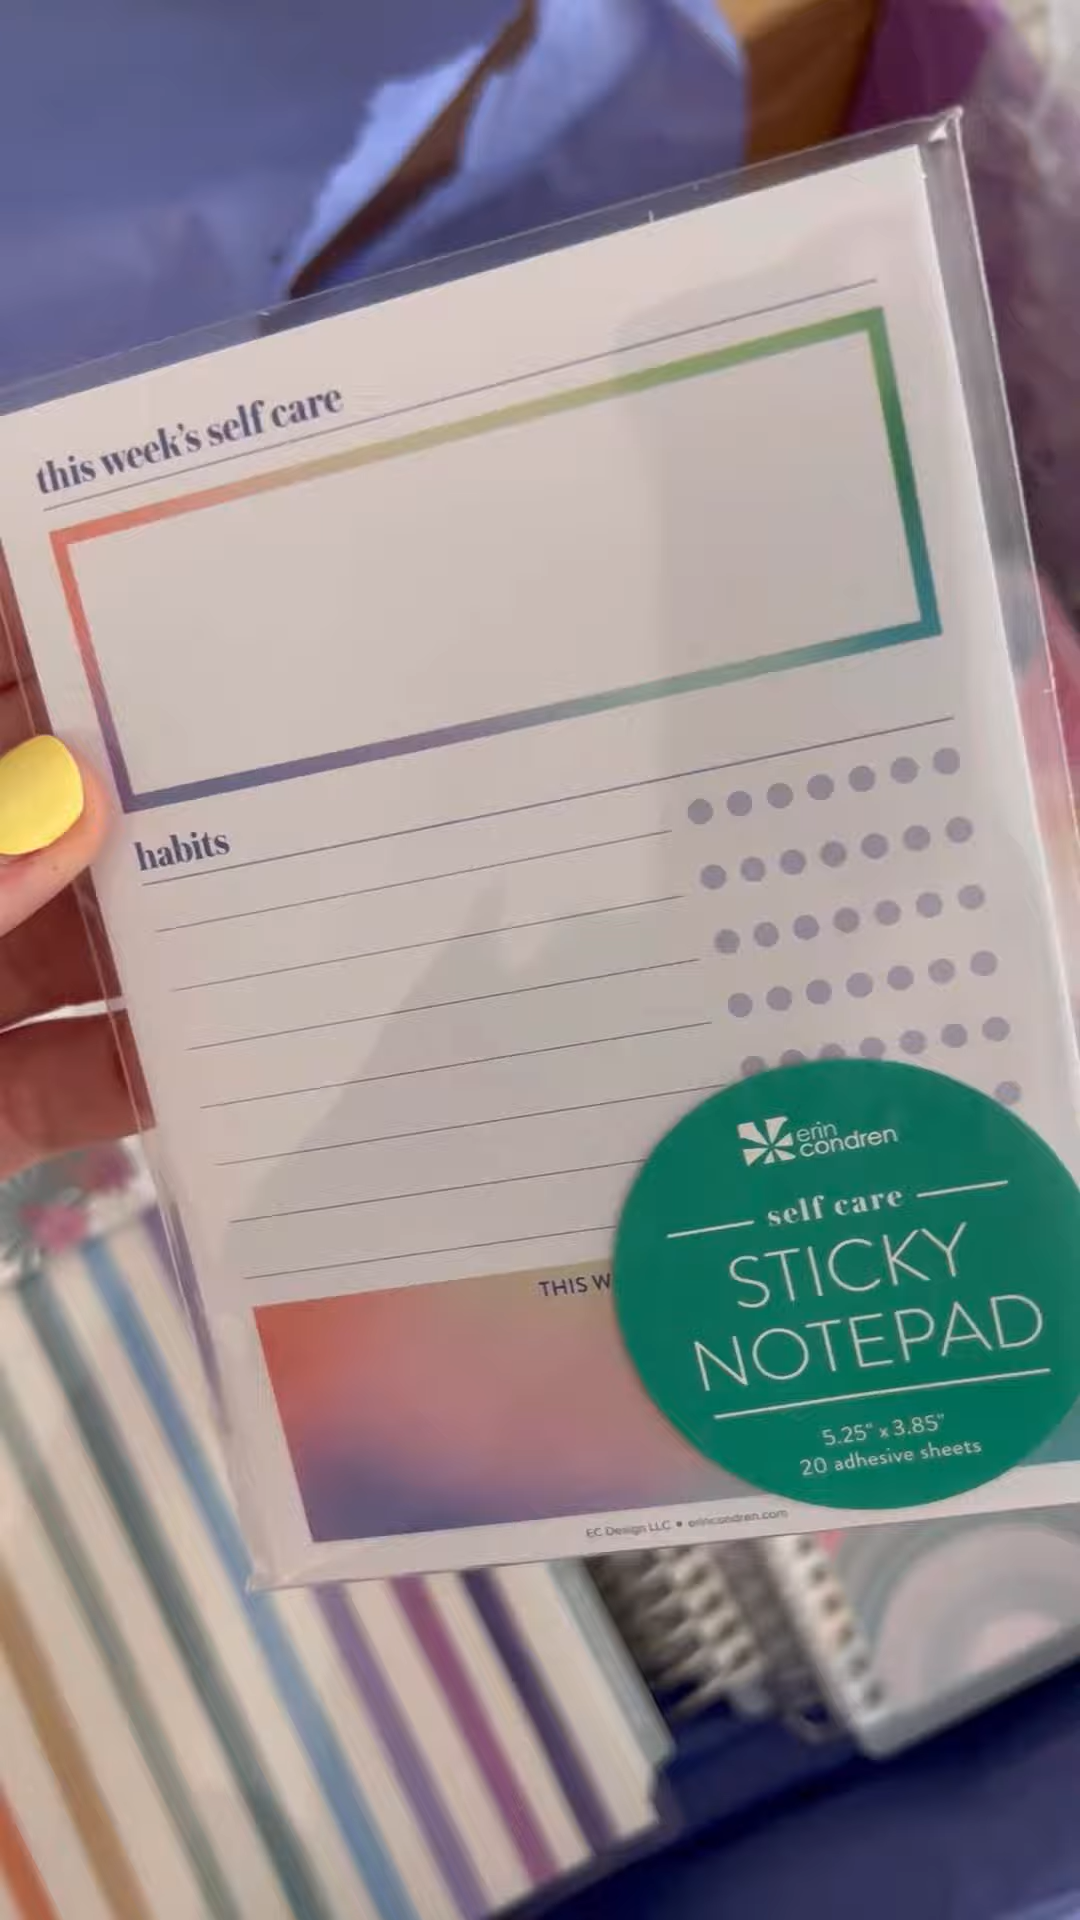 this week's self care
habits
THIS W
erin
condren
self care
STICKY
NOTEPAD
5.25" x 3.85"
20 adhesive sheets
EC Design LLC • erincondren.com